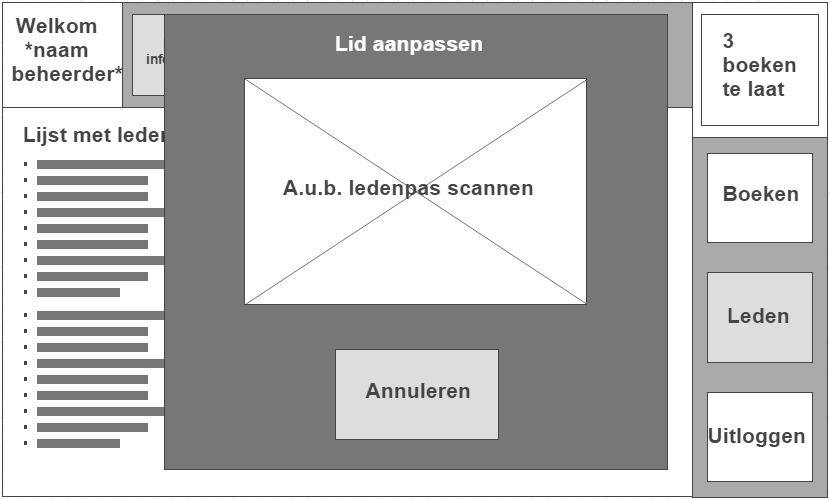 Welkom
*naam
beheerder*
Lid aanpassen
3
boeken
te laat
Lijst met leden
A.u.b. ledenpas scannen
Boeken
Leden
Annuleren
Uitloggen